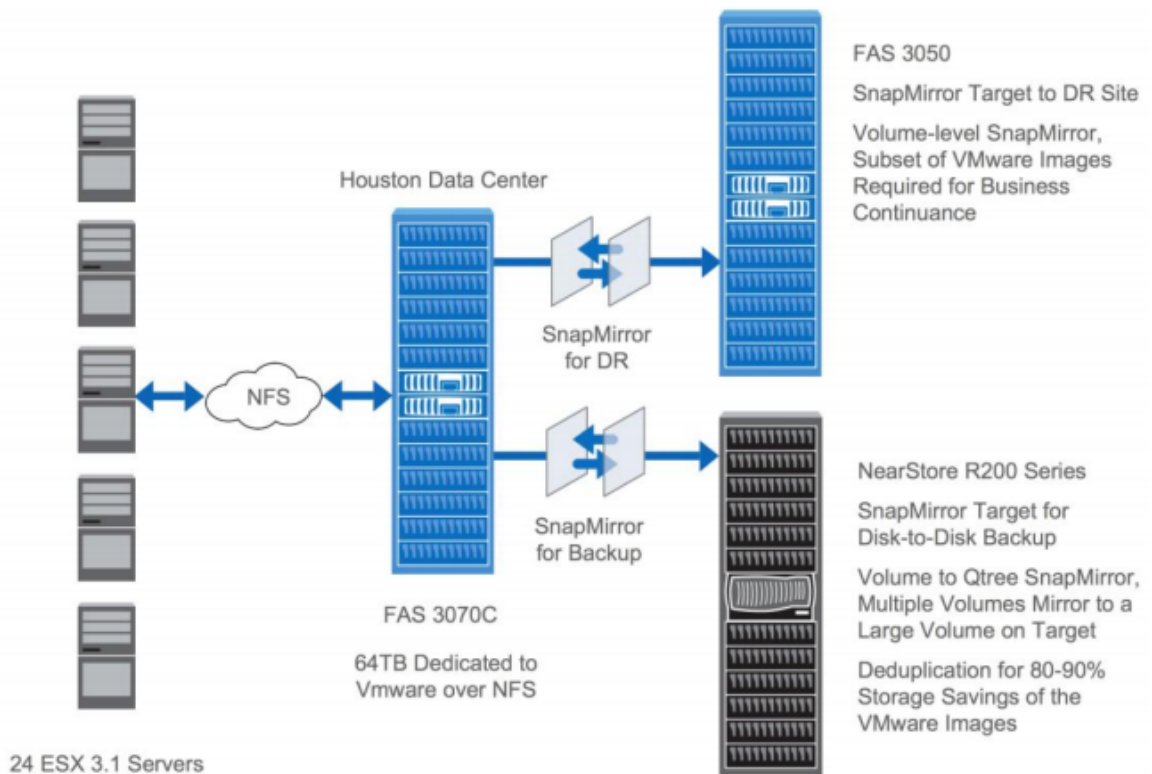 FAS 3050
SnapMirror Target to DR Site
Volume-level SnapMirror,
Subset of VMware Images
Required for Business
Continuance
Houston Data Center
SnapMirror
for DR
NFS
SnapMirror
for Backup
FAS 3070C
64TB Dedicated to
Vmware over NFS
NearStore R200 Series
SnapMirror Target for
Disk-to-Disk Backup
Volume to Qtree SnapMirror,
Multiple Volumes Mirror to a
Large Volume on Target
Deduplication for 80-90%
Storage Savings of the
VMware Images
24 ESX 3.1 Servers